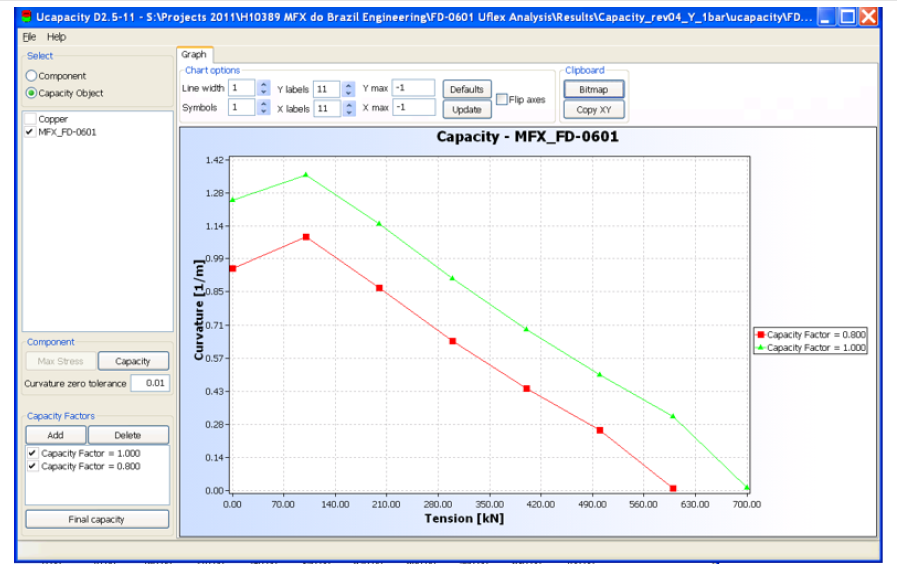 Ucapacity D2.5-11 - S:\Projects 2011\H10389 MFX do Brazil Engineering\FD-0601 Uflex Analysis\Results\Capacity_rev04_Y_1bar\ucapacity\FD...
File Help
Select
Component
Capacity Object
Copper
MFX_FD-0601
Component
Max Stress Capacity
Curvature zero tolerance 0.01
Capacity Factors
Add Delete
Capacity Factor = 1.000
Capacity Factor = 0.800
Final capacity
Graph
Chart options
Line width 1 Y labels 11 Y max -1 Defaults
Symbols 1 X labels 11 X max -1 Update
Flip axes
Clipboard
Bitmap
Copy XY
Capacity - MFX_FD-0601
Curvature [1/m]
1.42
1.28
1.14
0.99
0.85
0.71
0.57
0.43
0.28
0.14
0.00
0.00 70.00 140.00 210.00 280.00 350.00 420.00 490.00 560.00 630.00 700.00
Tension [kN]
Capacity Factor = 0.800
Capacity Factor = 1.000